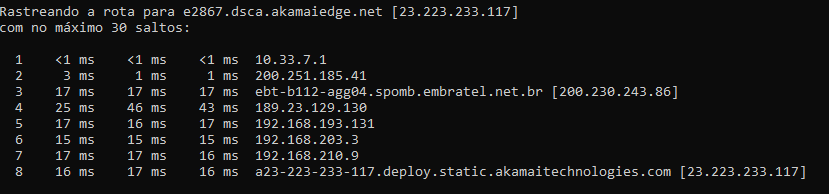 Rastreando a rota para e2867.dsca.akamaiedge.net [23.223.233.117]
com no máximo 30 saltos:
1 <1 ms <1 ms <1 ms 10.33.7.1
2 3 ms 1 ms 1 ms 200.251.185.41
3 17 ms 17 ms 17 ms ebt-b112-agg04.spomb.embratel.net.br [200.230.243.86]
4 25 ms 46 ms 43 ms 189.23.129.130
5 17 ms 16 ms 17 ms 192.168.193.131
6 15 ms 15 ms 15 ms 192.168.203.3
7 17 ms 17 ms 16 ms 192.168.210.9
8 16 ms 17 ms 16 ms a23-223-233-117.deploy.static.akamaitechnologies.com [23.223.233.117]